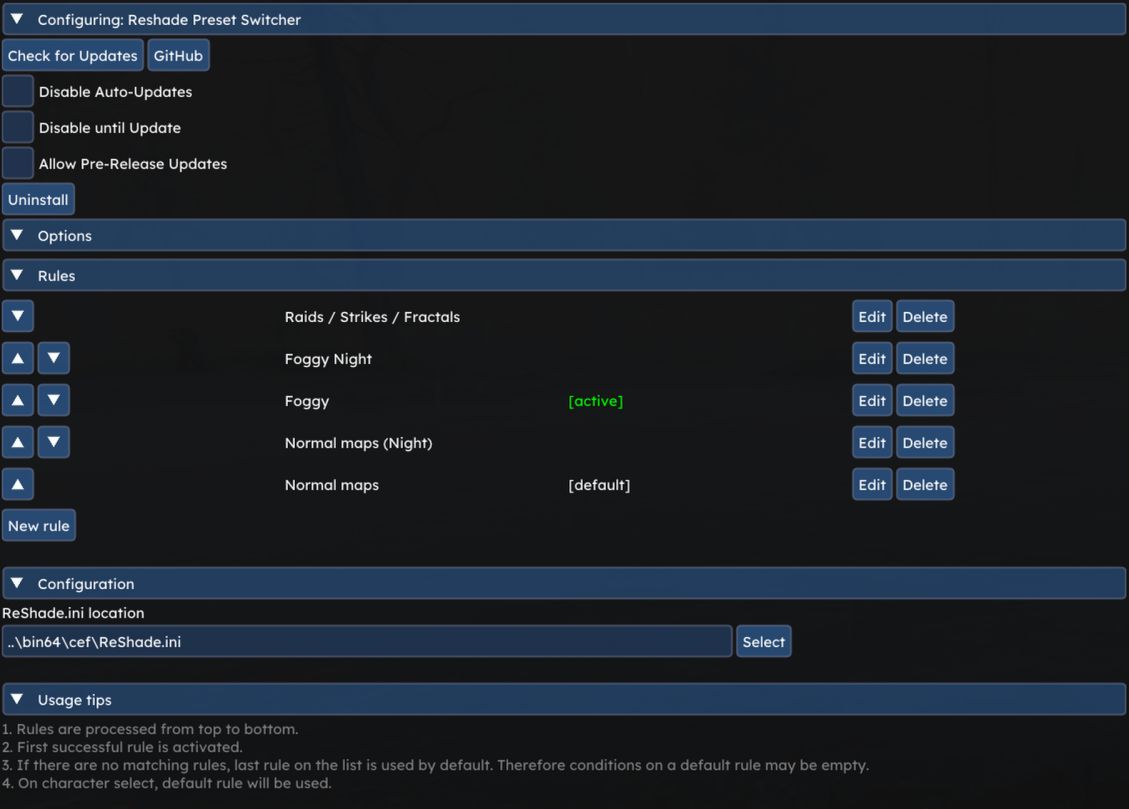 Configuring: Reshade Preset Switcher
Check for Updates GitHub
Disable Auto-Updates
Disable until Update
Allow Pre-Release Updates
Uninstall
Options
Rules
Raids / Strikes / Fractals Edit Delete
Foggy Night Edit Delete
Foggy [active] Edit Delete
Normal maps (Night) Edit Delete
Normal maps [default] Edit Delete
New rule
Configuration
ReShade.ini location
..\bin64\cef\ReShade.ini Select
Usage tips
1. Rules are processed from top to bottom.
2. First successful rule is activated.
3. If there are no matching rules, last rule on the list is used by default. Therefore conditions on a default rule may be empty.
4. On character select, default rule will be used.